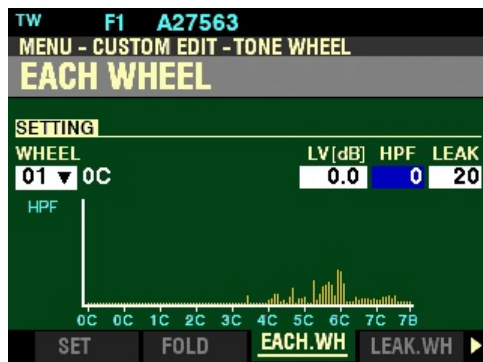 TW F1 A27563
MENU - CUSTOM EDIT - TONE WHEEL
EACH WHEEL
SETTING
WHEEL LV[dB] HPF LEAK
01 ▼ 0C 0.0 0 20
HPF
0C 0C 1C 2C 3C 4C 5C 6C 7C 7B
SET FOLD EACH.WH LEAK.WH ▶